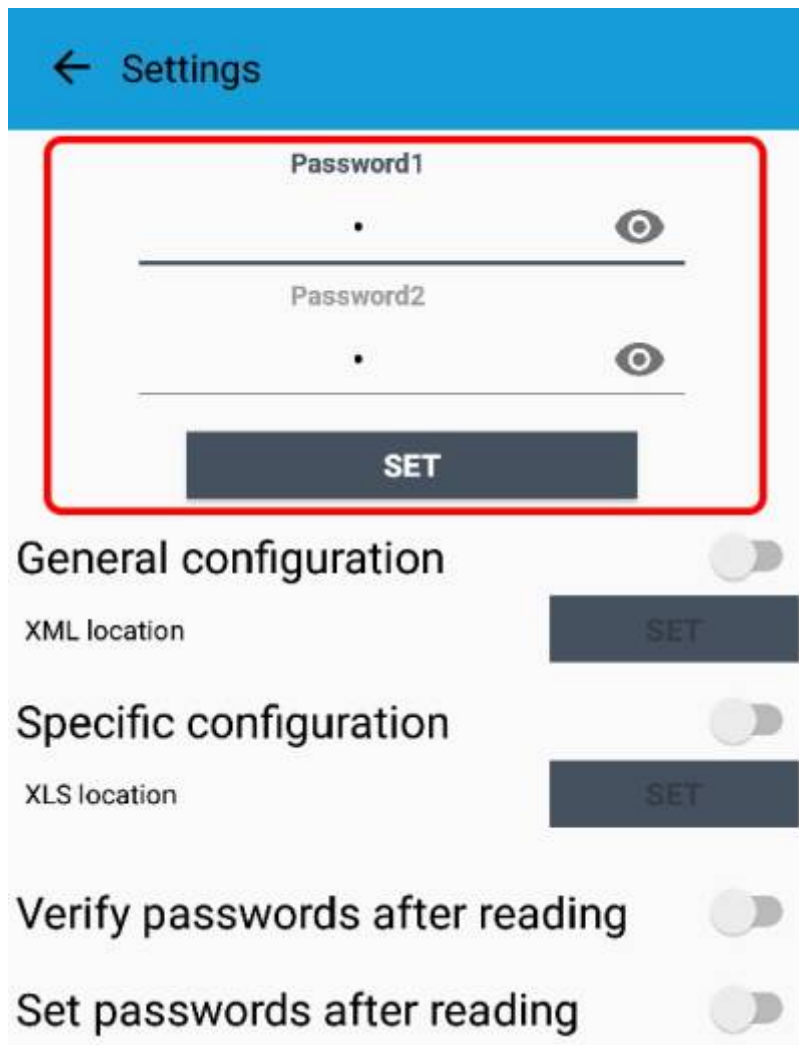 Settings
Password1
•
Password2
•
SET
General configuration
XML location
SET
Specific configuration
XLS location
SET
Verify passwords after reading
Set passwords after reading